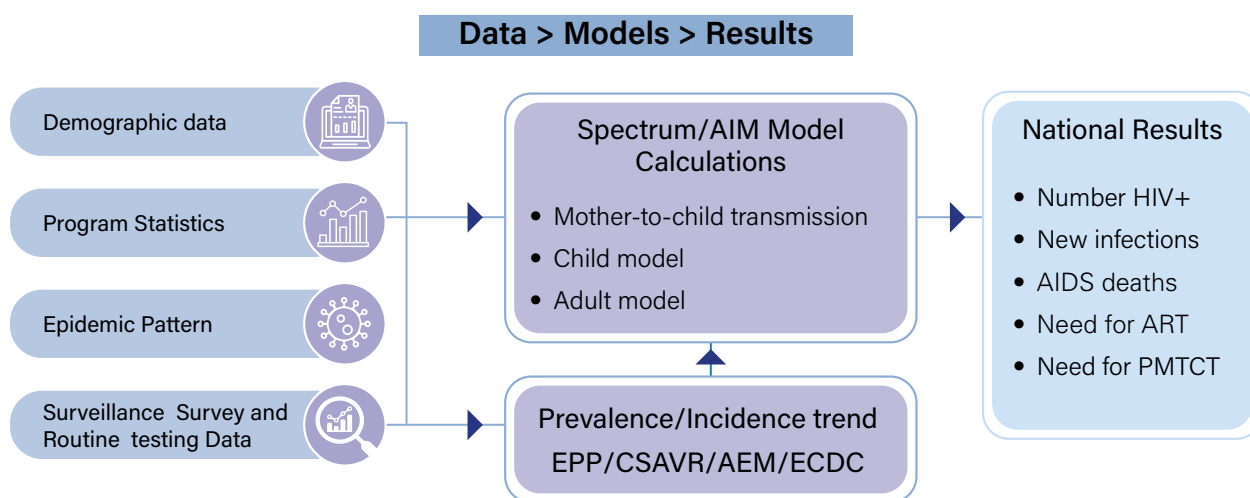 Data > Models > Results
Demographic data
Program Statistics
Epidemic Pattern
Surveillance Survey and
Routine testing Data
Spectrum/AIM Model
Calculations
• Mother-to-child transmission
• Child model
• Adult model
Prevalence/Incidence trend
EPP/CSAVR/AEM/ECDC
National Results
• Number HIV+
• New infections
• AIDS deaths
• Need for ART
• Need for PMTCT